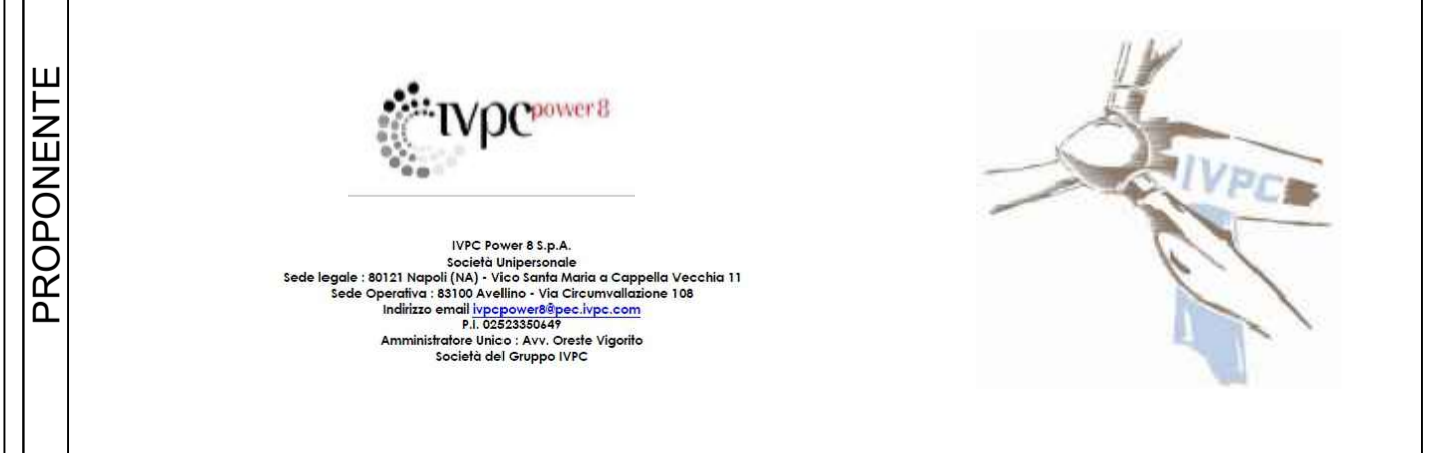 PROPONENTE
IVPC power 8
IVPC Power 8 S.p.A.
Società Unipersonale
Sede legale : 80121 Napoli (NA) - Vico Santa Maria a Cappella Vecchia 11
Sede Operativa : 83100 Avellino - Via Circumvallazione 108
Indirizzo email ivpcpower8@pec.ivpc.com
P.I. 02523350649
Amministratore Unico : Avv. Oreste Vigorito
Società del Gruppo IVPC
IVPC